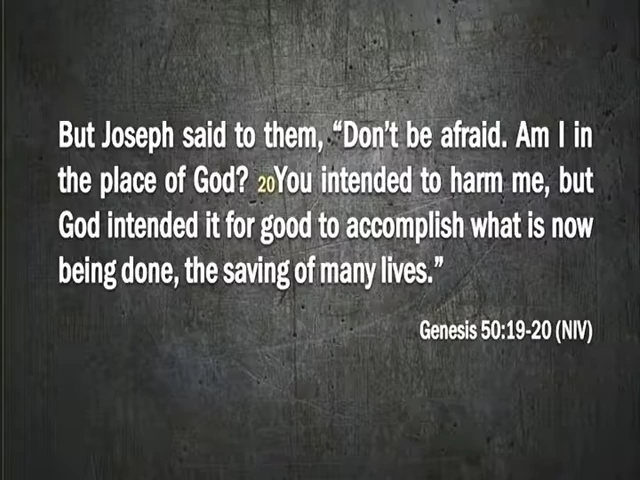 But Joseph said to them, “Don’t be afraid. Am I in
the place of God? 20You intended to harm me, but
God intended it for good to accomplish what is now
being done, the saving of many lives.”
Genesis 50:19-20 (NIV)